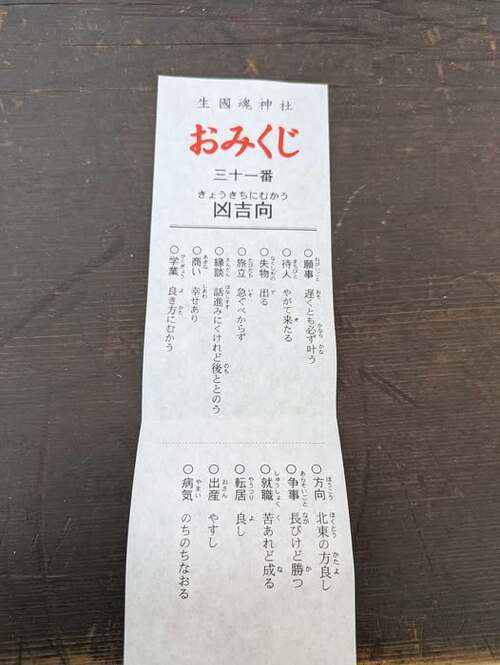 生國魂神社
おみくじ
三十一番
きょうきちにむかう
凶吉向
○願事 遅くとも必ず叶う
○待人 やがて来たる
○失物 出る
○旅立 急ぐべからず
○縁談 話進みにくけれど後ととのう
○商い 幸せあり
○学業 良き方にむかう
○方向 北東の方良し
○争事 長びけど勝つ
○就職 苦あれど成る
○転居 良し
○出産 やすし
○病気 のちのちなおる